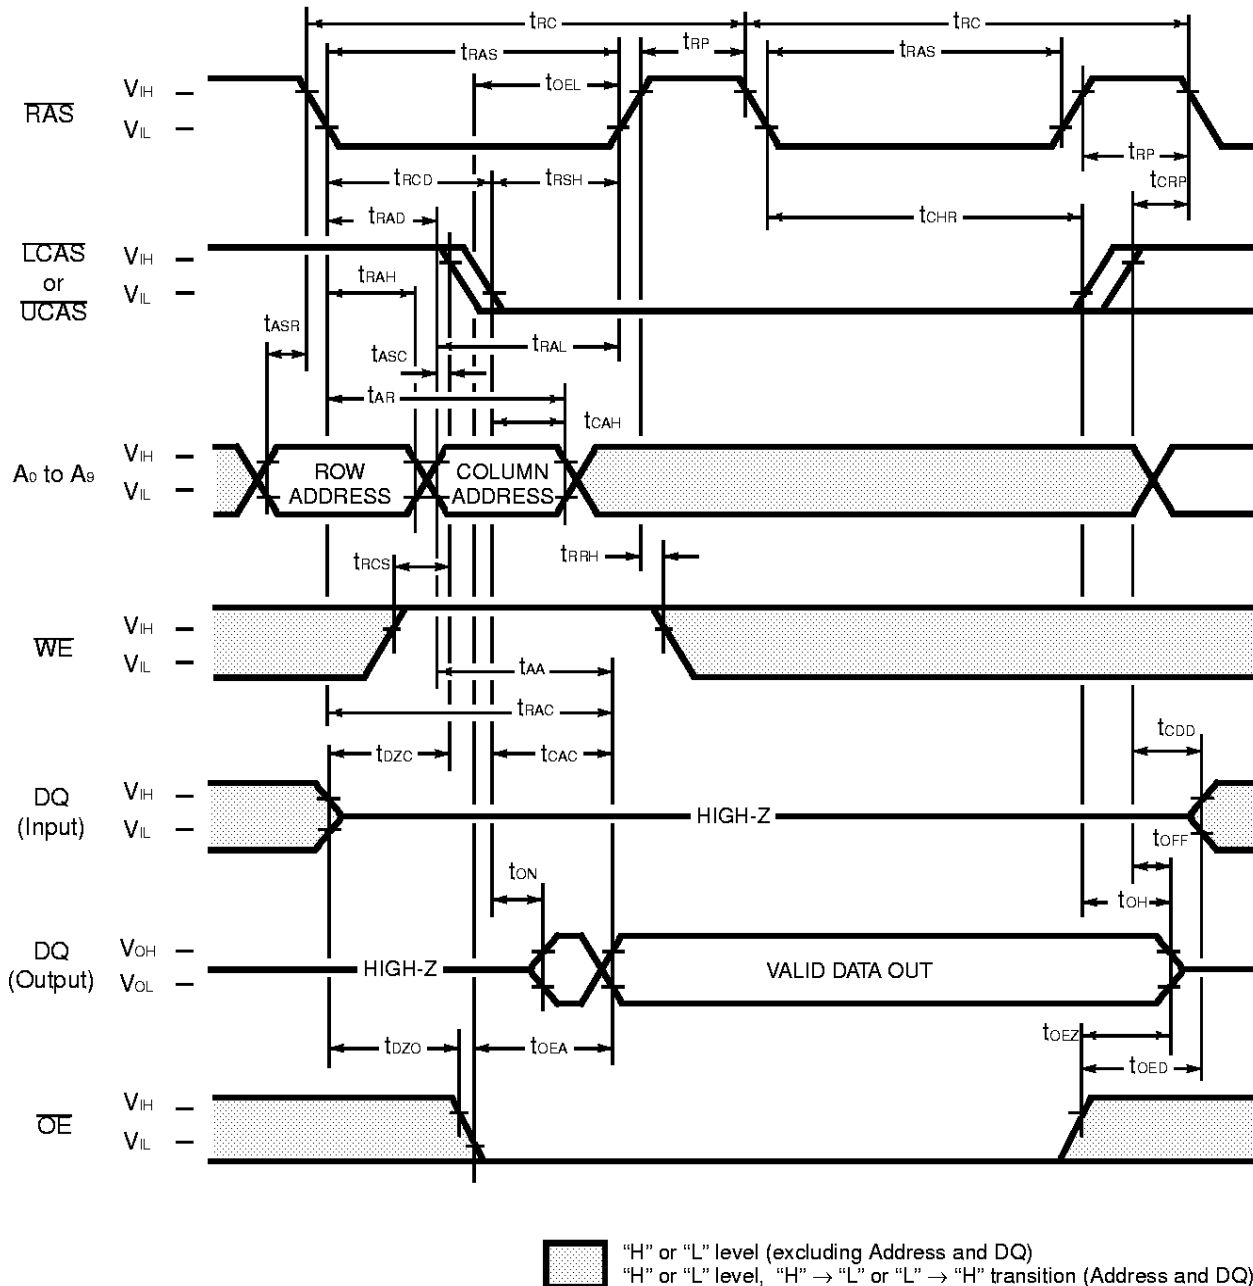 tRC tRC
tRAS tRP tRAS
tOEL
RAS VIH
VIL
tRP
tRCD tRSH tCRP
tRAD tCHR
LCAS
or
UCAS
VIH
VIL
tRAH
tASR
tASC tRAL
tAR
tCAH
A0 to A9 VIH
VIL
ROW
ADDRESS
COLUMN
ADDRESS
tRCS tRRH
WE VIH
VIL
tAA
tRAC
tDZC tCAC tCDD
DQ
(Input)
VIH
VIL
HIGH-Z
tOFF
tON
tOH
DQ
(Output)
VOH
VOL
HIGH-Z VALID DATA OUT
tDZO tOEA tOEZ
tOED
OE VIH
VIL
“H” or “L” level (excluding Address and DQ)
“H” or “L” level, “H” → “L” or “L” → “H” transition (Address and DQ)